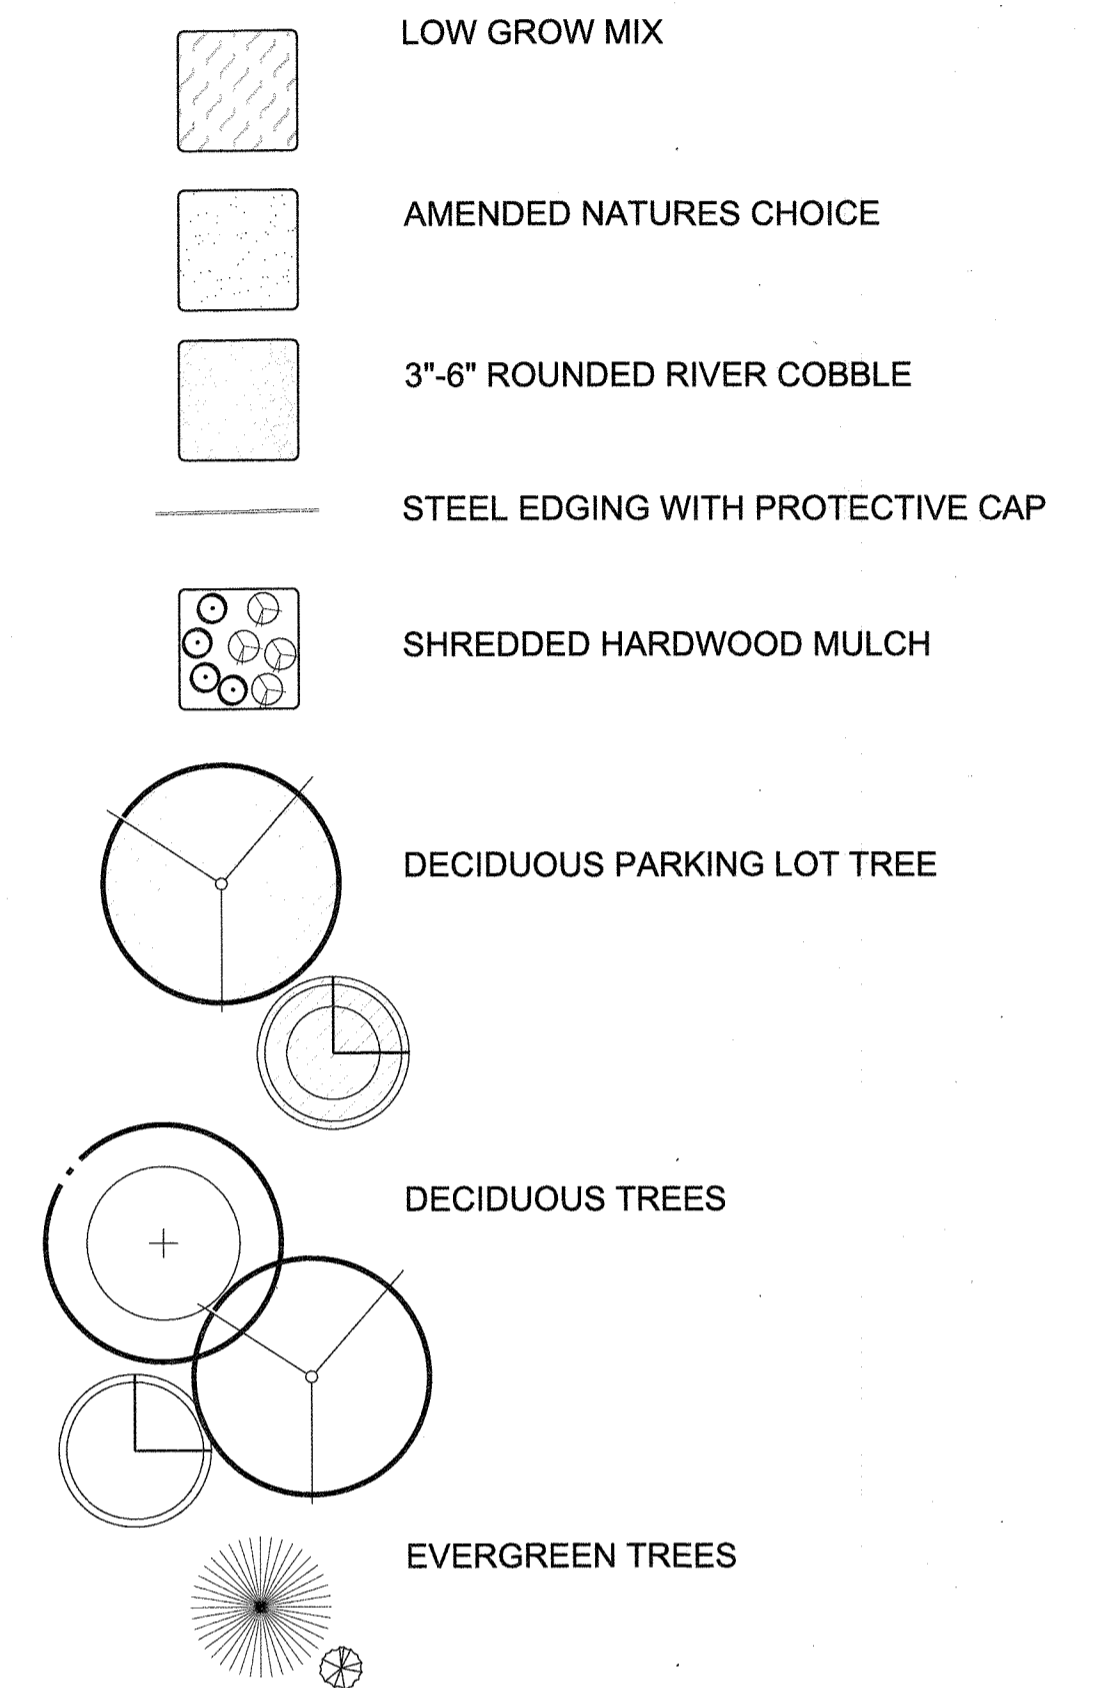 LOW GROW MIX
AMENDED NATURES CHOICE
3"-6" ROUNDED RIVER COBBLE
STEEL EDGING WITH PROTECTIVE CAP
SHREDDED HARDWOOD MULCH
DECIDUOUS PARKING LOT TREE
DECIDUOUS TREES
EVERGREEN TREES